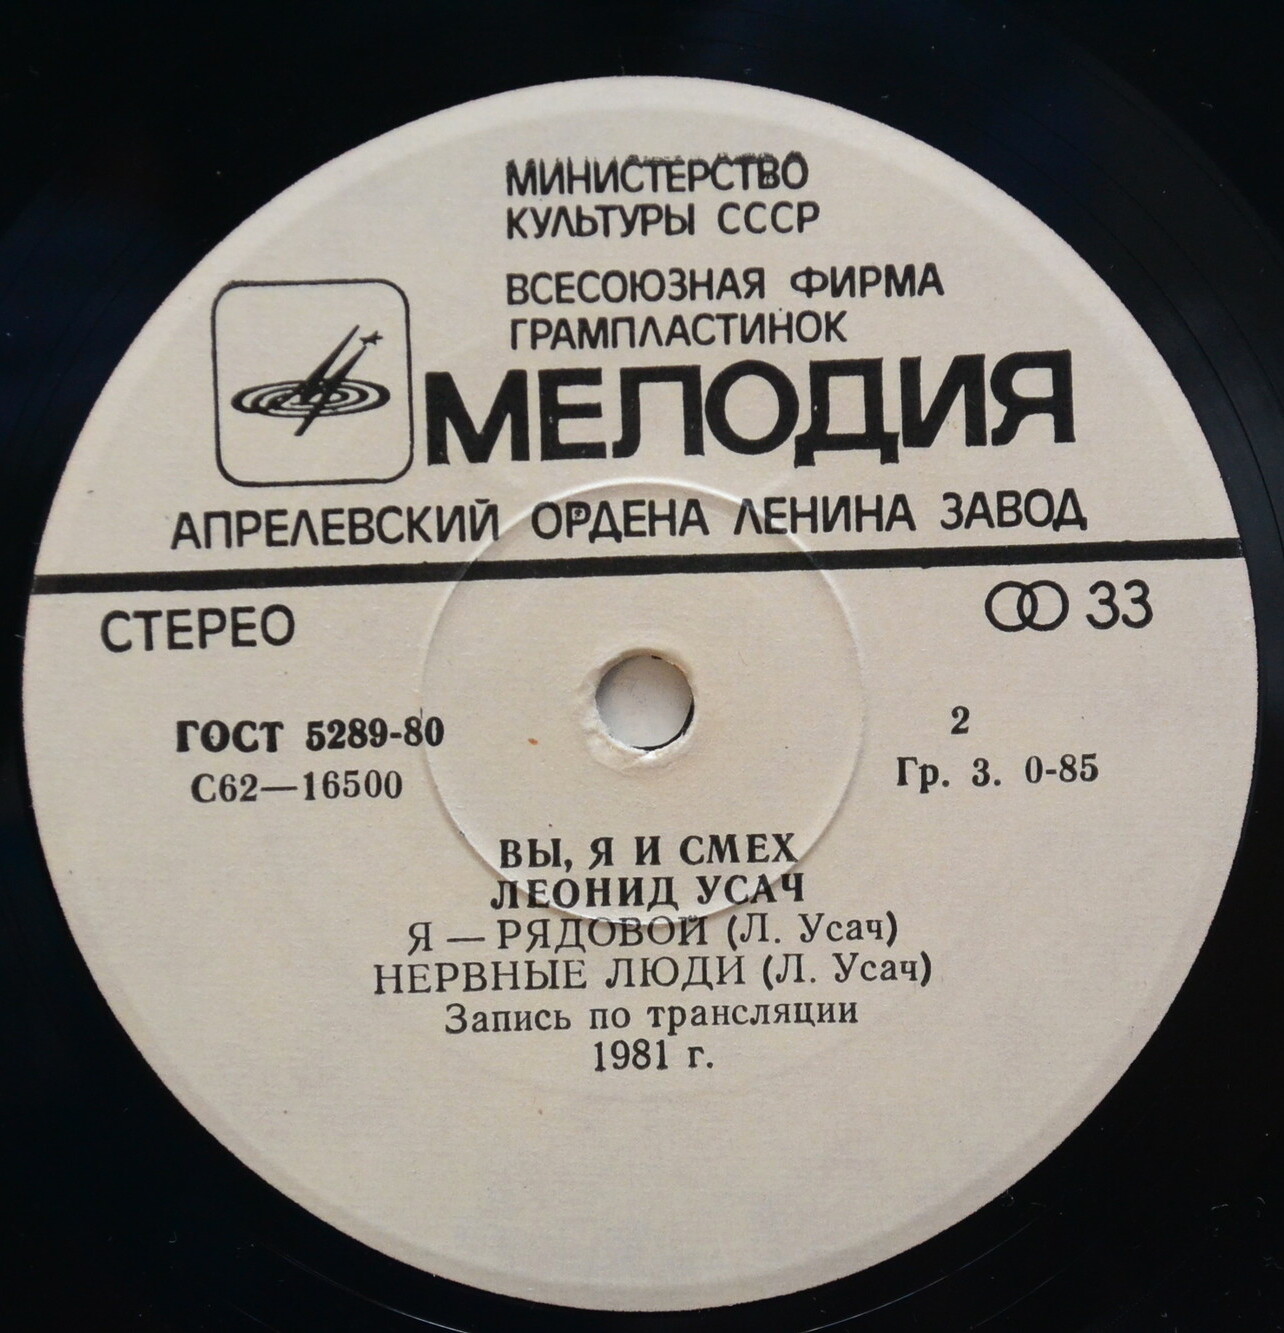 МИНИСТЕРСТВО
КУЛЬТУРЫ СССР
ВСЕСОЮЗНАЯ ФИРМА
ГРАМПЛАСТИНОК
МЕЛОДИЯ
АПРЕЛЕВСКИЙ ОРДЕНА ЛЕНИНА ЗАВОД
СТЕРЕО
33
ГОСТ 5289-80
2
С62—16500
Гр. 3. 0-85
ВЫ, Я И СМЕХ
ЛЕОНИД УСАЧ
Я — РЯДОВОЙ (Л. Усач)
НЕРВНЫЕ ЛЮДИ (Л. Усач)
Запись по трансляции
1981 г.